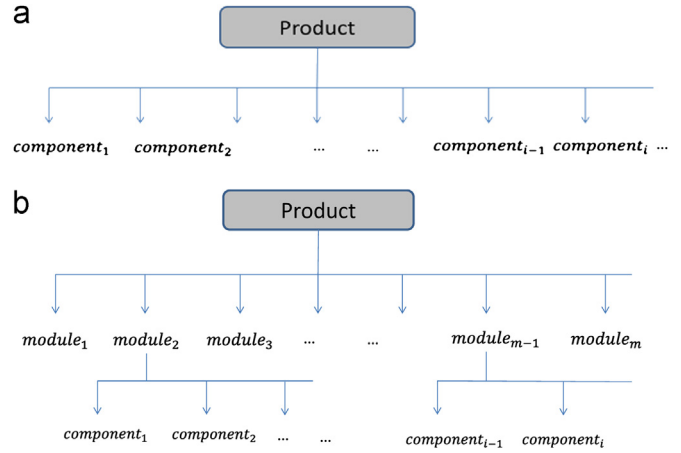 a
Product
component₁ component₂ ... ... componentᵢ₋₁ componentᵢ ...
b
Product
module₁ module₂ module₃ ... ... moduleₘ₋₁ moduleₘ
component₁ component₂ ... ... componentᵢ₋₁ componentᵢ